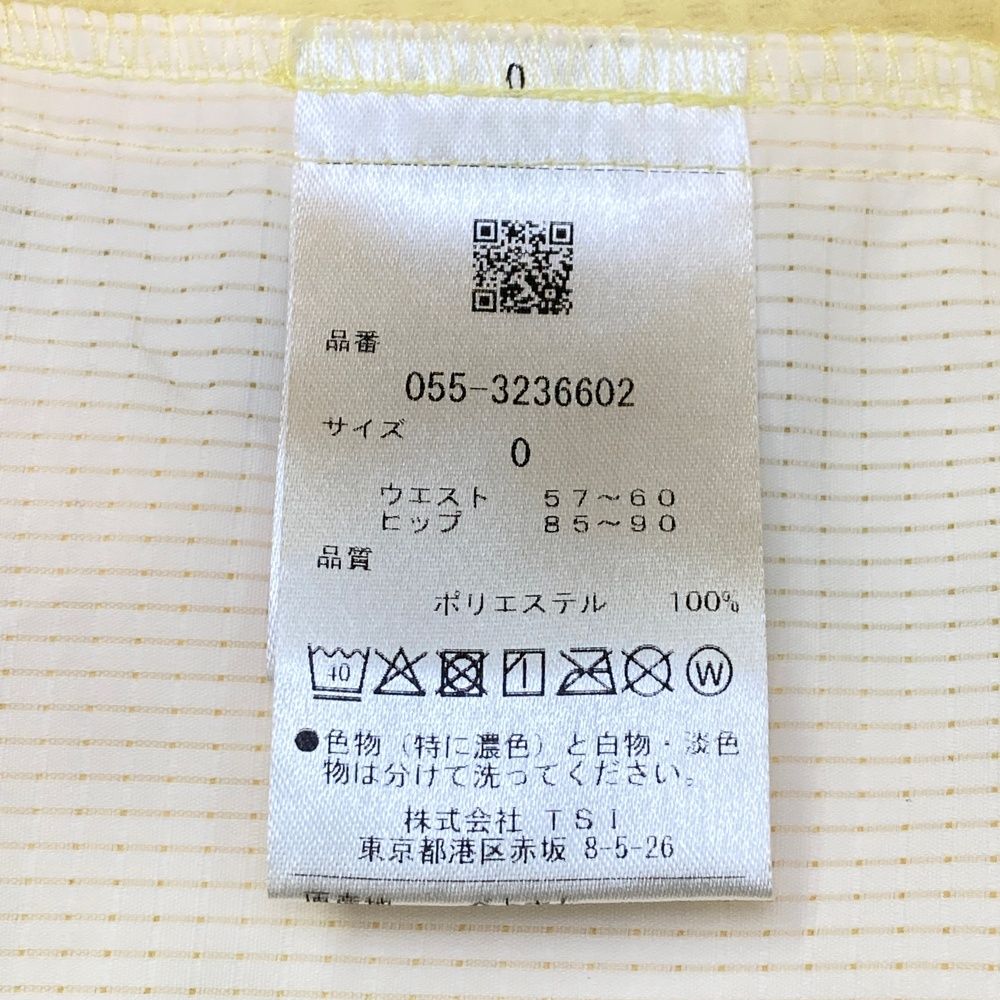 0
品番
055-3236602
サイズ
0
ウエスト 57～60
ヒップ 85～90
品質
ポリエステル 100%
40
W
●色物（特に濃色）と白物・淡色
物は分けて洗ってください。
株式会社 TSI
東京都港区赤坂 8-5-26